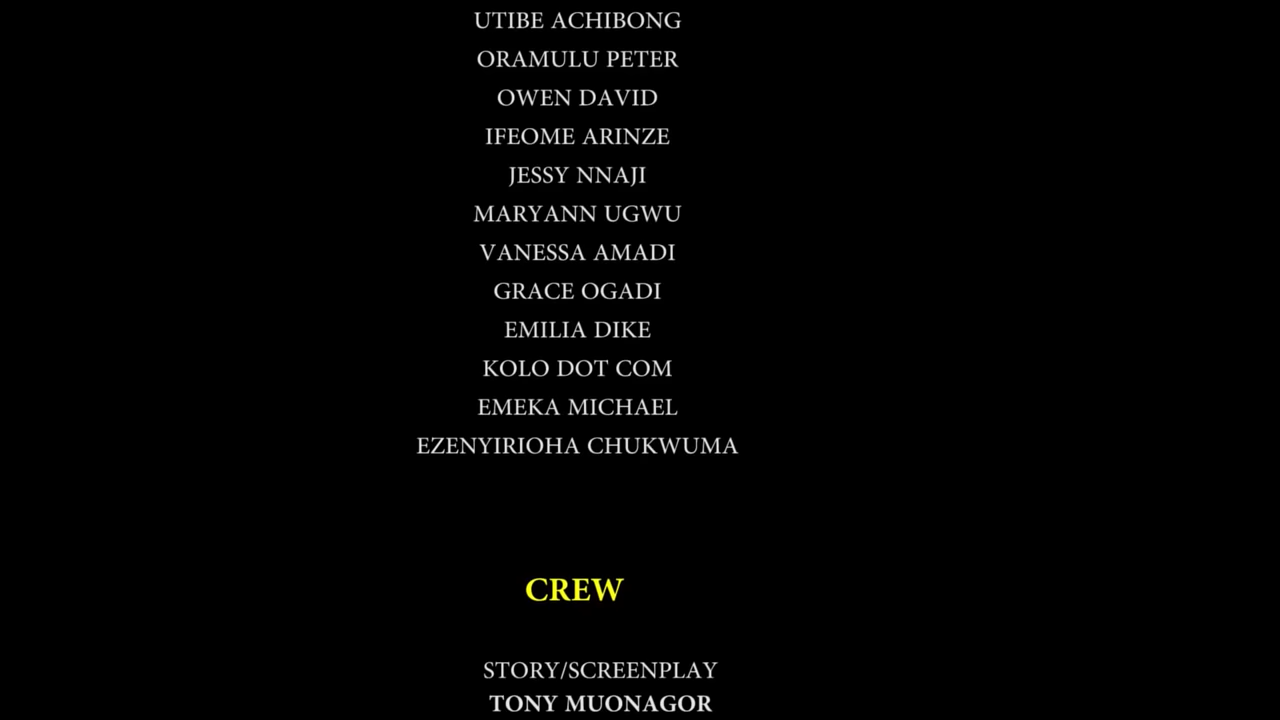 UTIBE ACHIBONG
ORAMULU PETER
OWEN DAVID
IFEOME ARINZE
JESSY NNAJI
MARYANN UGWU
VANESSA AMADI
GRACE OGADI
EMILIA DIKE
KOLO DOT COM
EMEKA MICHAEL
EZENYIRIOHA CHUKWUMA
CREW
STORY/SCREENPLAY
TONY MUONAGOR